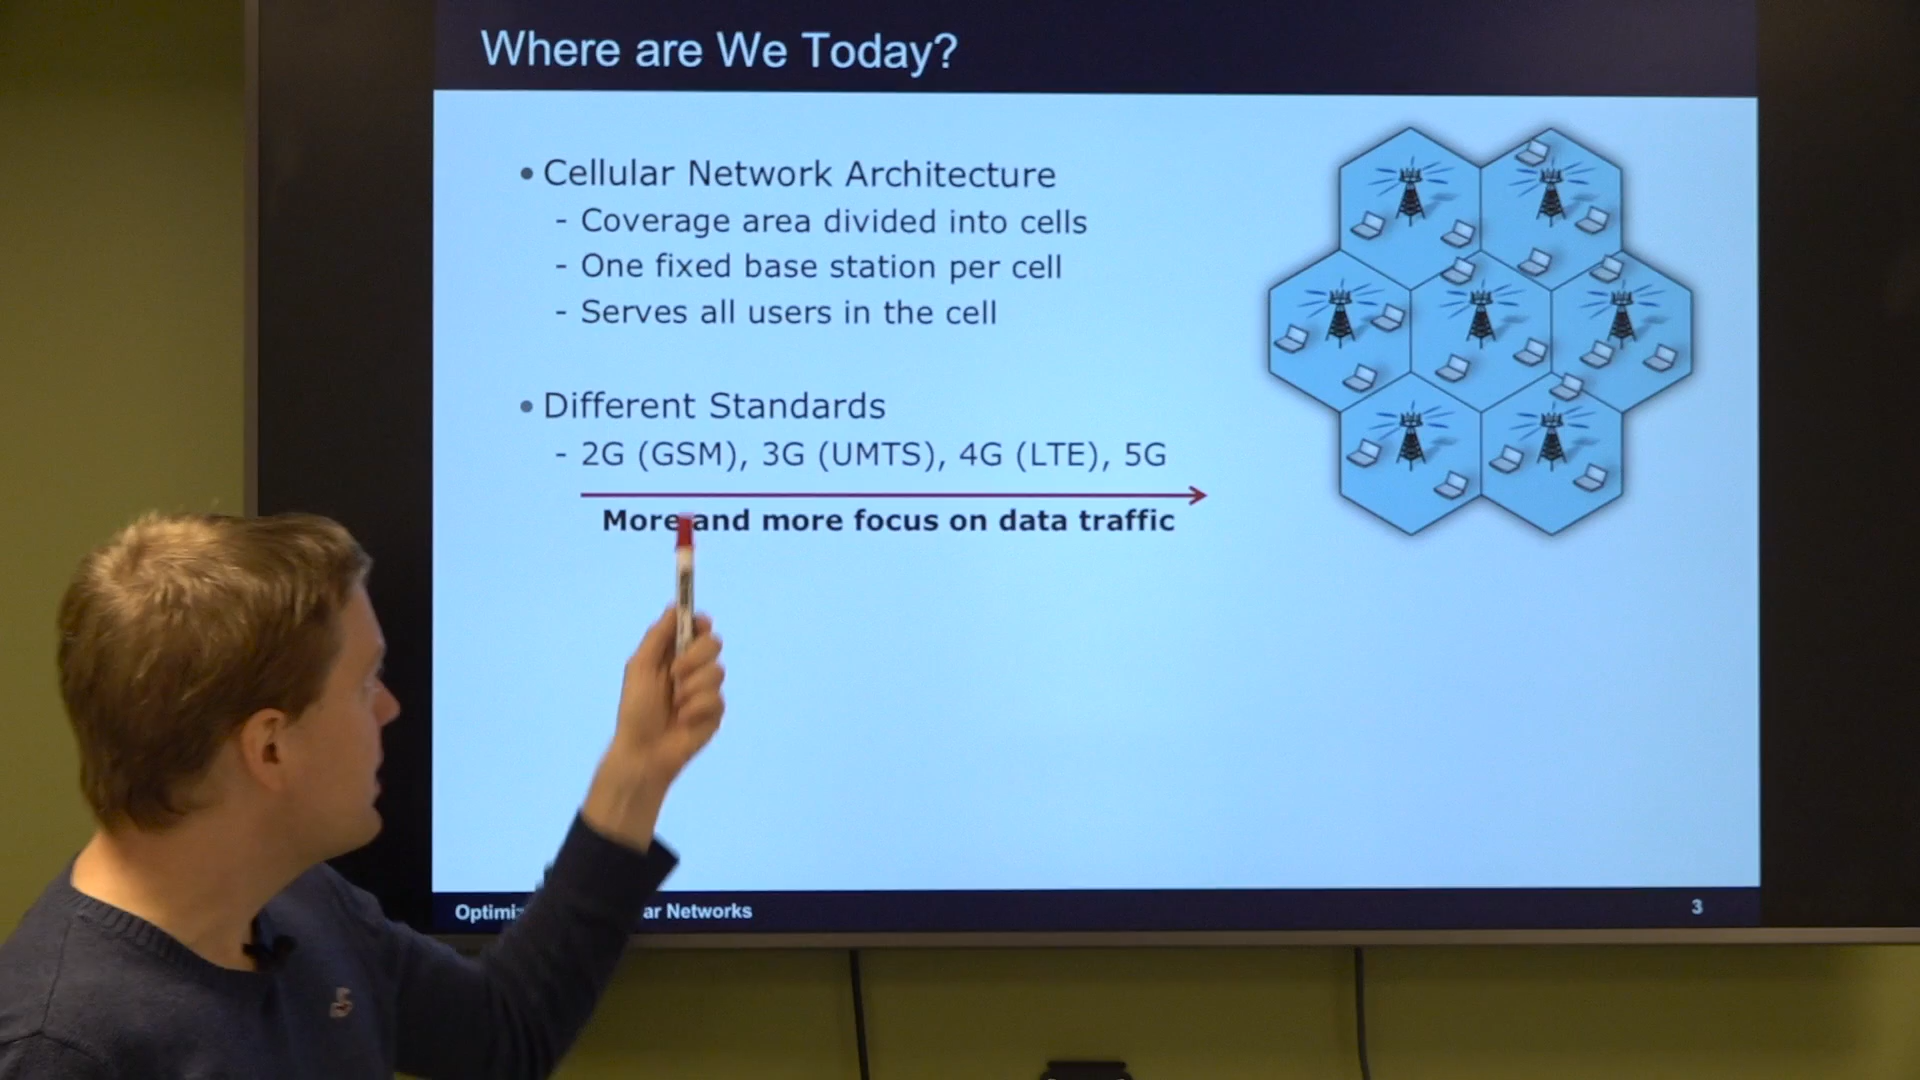 Where are We Today?
• Cellular Network Architecture
- Coverage area divided into cells
- One fixed base station per cell
- Serves all users in the cell
• Different Standards
- 2G (GSM), 3G (UMTS), 4G (LTE), 5G
More and more focus on data traffic
Networks
3